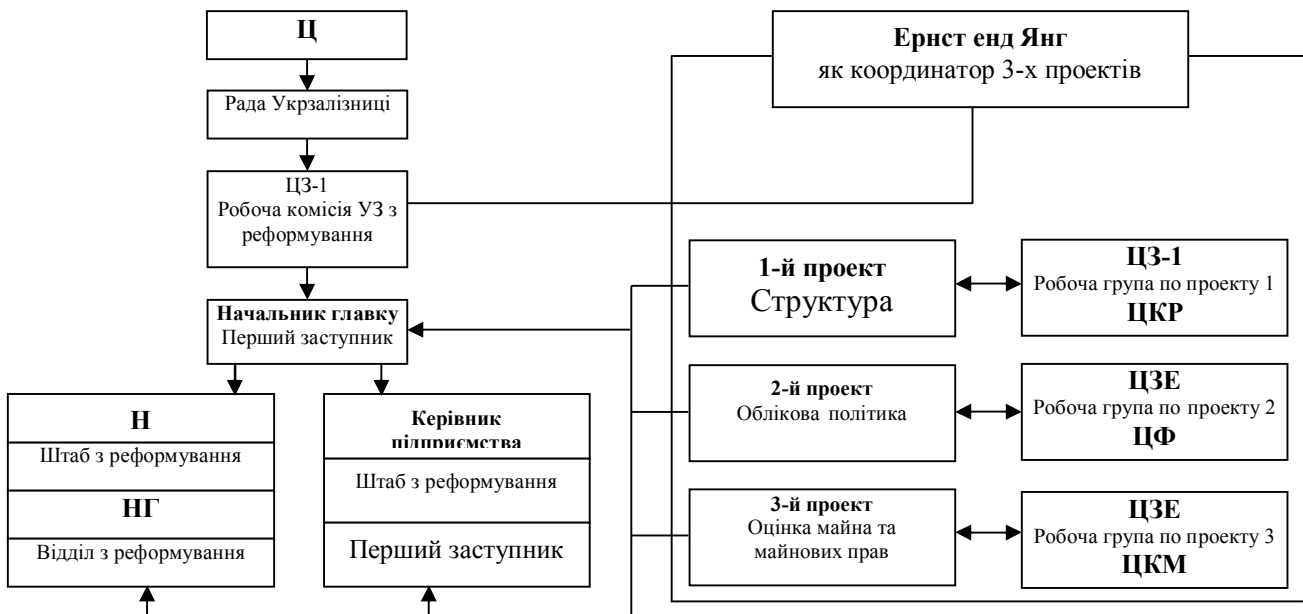 Ц
Рада Укрзалізниці
ЦЗ-1
Робоча комісія УЗ з
реформування
Начальник главку
Перший заступник
Н
Штаб з реформування
НГ
Відділ з реформування
Керівник
підприємства
Штаб з реформування
Перший заступник
Ернст енд Янг
як координатор 3-х проектів
1-й проект
Структура
ЦЗ-1
Робоча група по проекту 1
ЦКР
2-й проект
Облікова політика
ЦЗЕ
Робоча група по проекту 2
ЦФ
3-й проект
Оцінка майна та
майнових прав
ЦЗЕ
Робоча група по проекту 3
ЦКМ